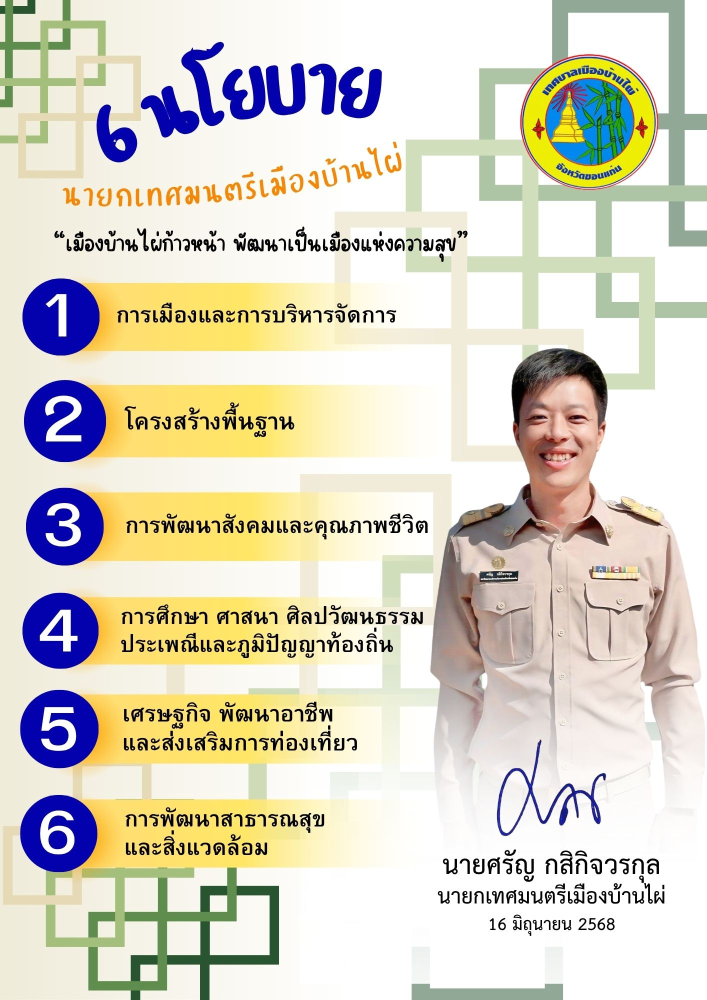 6 นโยบาย
นายกเทศมนตรีเมืองบ้านไผ่
เทศบาลเมืองบ้านไผ่
จังหวัดขอนแก่น
“เมืองบ้านไผ่ก้าวหน้า พัฒนาเป็นเมืองแห่งความสุข”
1
การเมืองและการบริหารจัดการ
2
โครงสร้างพื้นฐาน
3
การพัฒนาสังคมและคุณภาพชีวิต
4
การศึกษา ศาสนา ศิลปวัฒนธรรม
ประเพณีและภูมิปัญญาท้องถิ่น
5
เศรษฐกิจ พัฒนาอาชีพ
และส่งเสริมการท่องเที่ยว
6
การพัฒนาสาธารณสุข
และสิ่งแวดล้อม
ศรัญ กสิกิจวรกุล
นายศรัญ กสิกิจวรกุล
นายกเทศมนตรีเมืองบ้านไผ่
16 มิถุนายน 2568